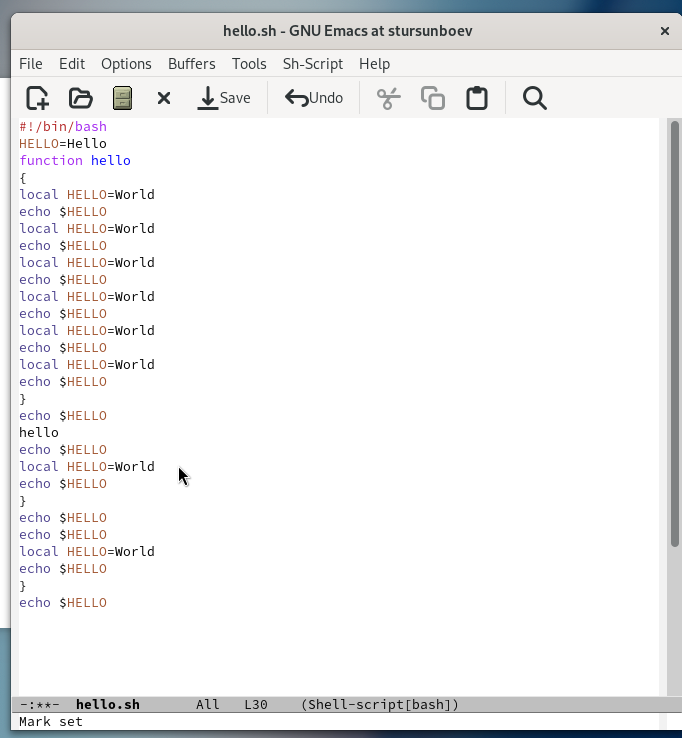 hello.sh - GNU Emacs at stursunboev
File Edit Options Buffers Tools Sh-Script Help
Save Undo
#!/bin/bash
HELLO=Hello
function hello
{
local HELLO=World
echo $HELLO
local HELLO=World
echo $HELLO
local HELLO=World
echo $HELLO
local HELLO=World
echo $HELLO
local HELLO=World
echo $HELLO
local HELLO=World
echo $HELLO
}
echo $HELLO
hello
echo $HELLO
local HELLO=World
echo $HELLO
}
echo $HELLO
echo $HELLO
local HELLO=World
echo $HELLO
}
echo $HELLO
-:**- hello.sh All L30 (Shell-script[bash])
Mark set